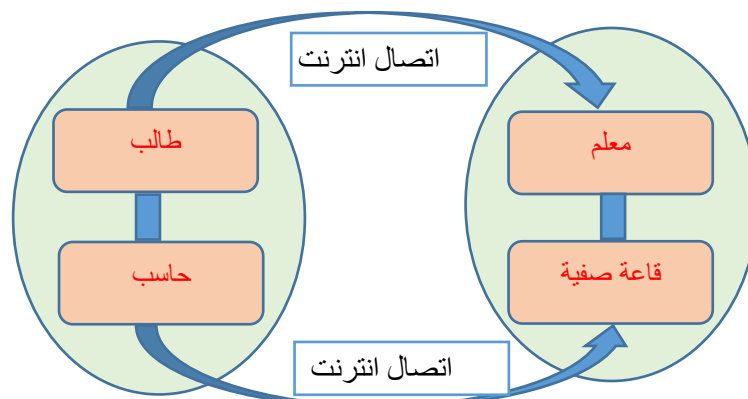 اتصال انترنت
معلم
طالب
قاعة صفية
حاسب
اتصال انترنت